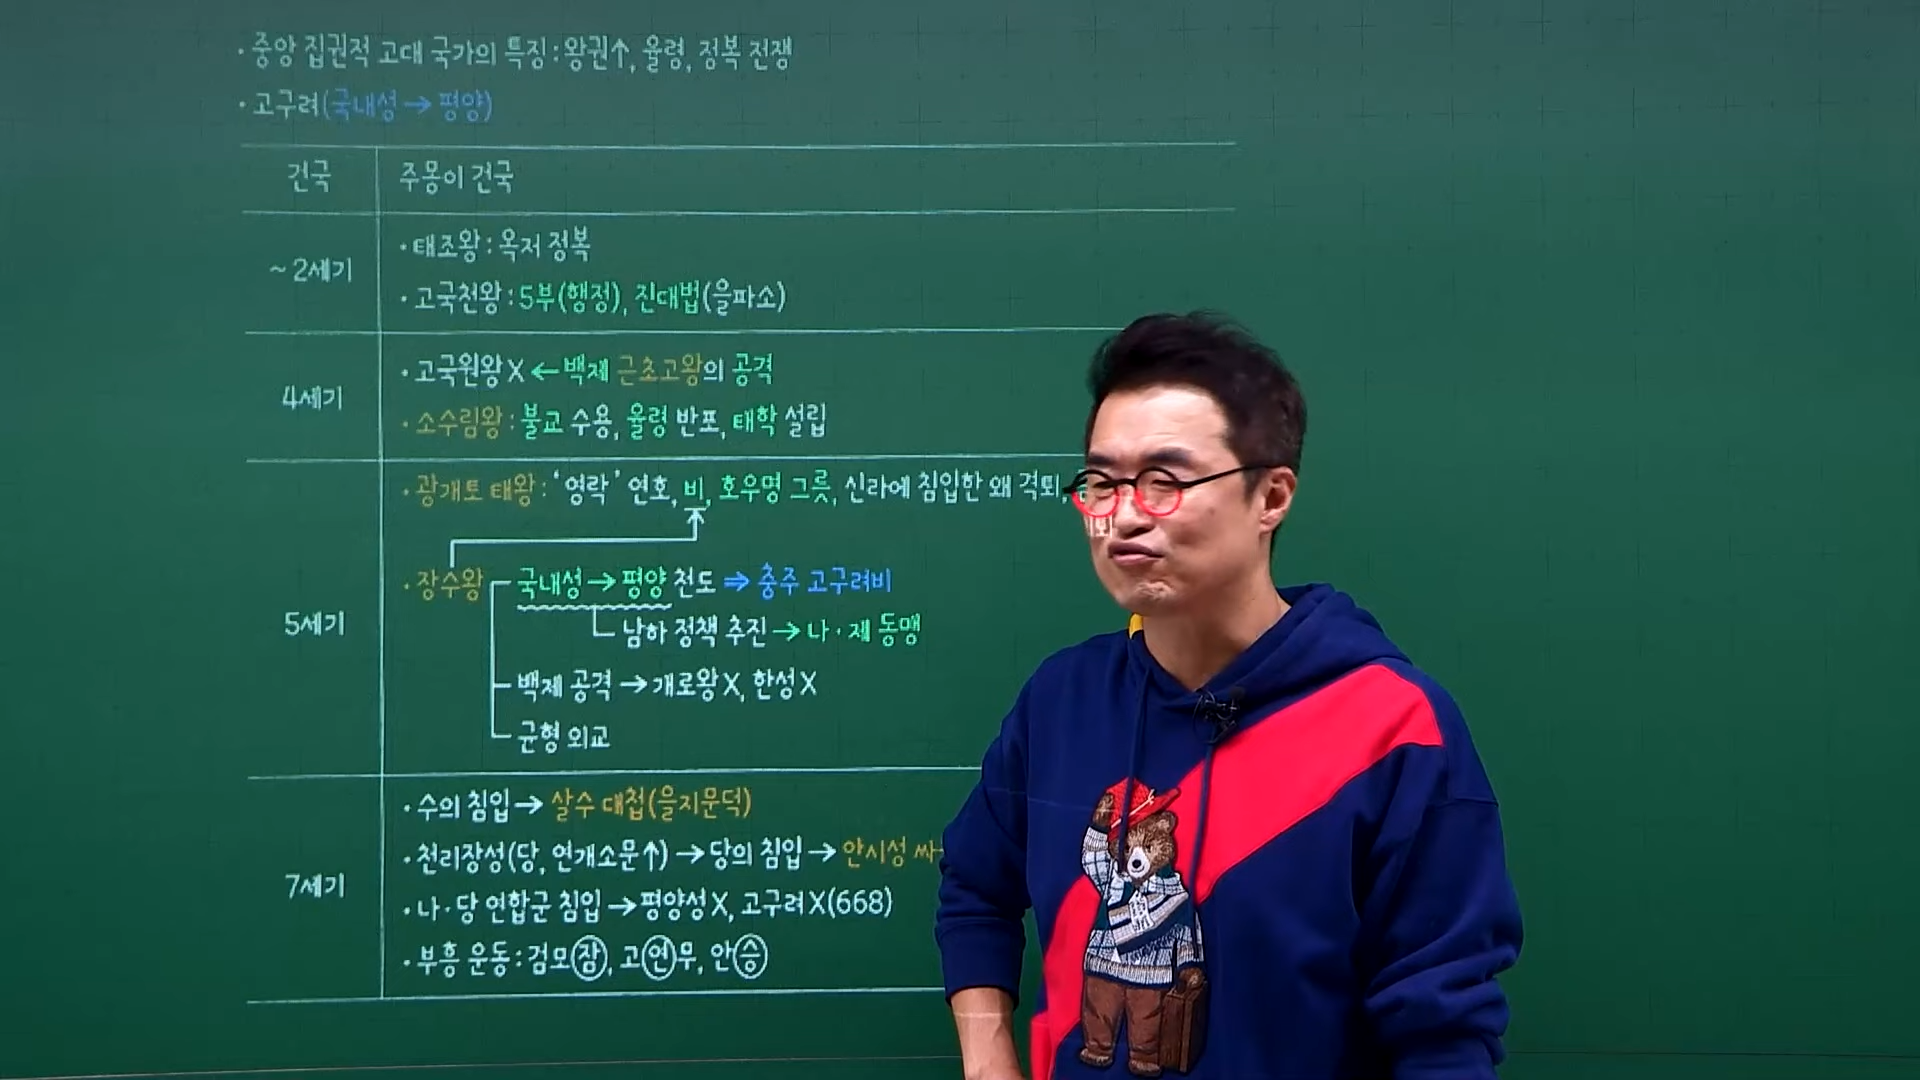 · 중앙 집권적 고대 국가의 특징 : 왕권↑, 율령, 정복 전쟁
· 고구려(국내성 → 평양)
건국 주몽이 건국
~ 2세기
· 태조왕 : 옥저 정복
· 고국천왕 : 5부(행정), 진대법(을파소)
4세기
· 고국원왕X ← 백제 근초고왕의 공격
· 소수림왕 : 불교 수용, 율령 반포, 태학 설립
5세기
· 광개토 태왕 : '영락' 연호, 비, 호우명 그릇, 신라에 침입한 왜 격퇴,
· 장수왕 국내성 → 평양 천도 ⇒ 충주 고구려비
남하 정책 추진 → 나·제 동맹
백제 공격 → 개로왕X, 한성X
균형 외교
7세기
· 수의 침입 → 살수 대첩(을지문덕)
· 천리장성(당, 연개소문↑) → 당의 침입 → 안시성
· 나·당 연합군 침입 → 평양성X, 고구려X(668)
· 부흥 운동 : 검모잠, 고연무, 안승